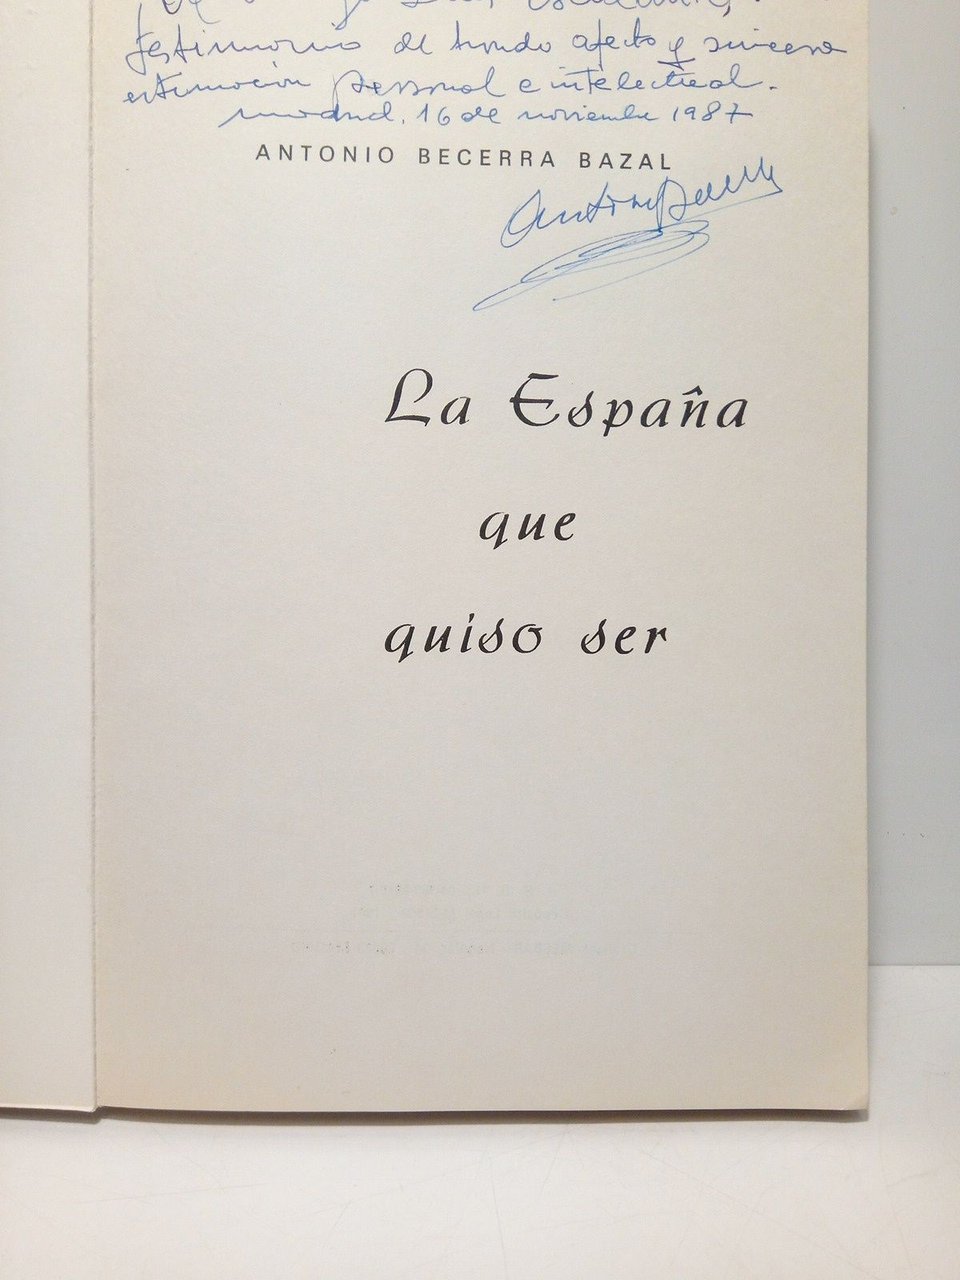 testimonio de hondo afecto y sincera
estimación personal e intelectual.
Madrid, 16 de noviembre 1987
ANTONIO BECERRA BAZAL
La España
que
quiso ser